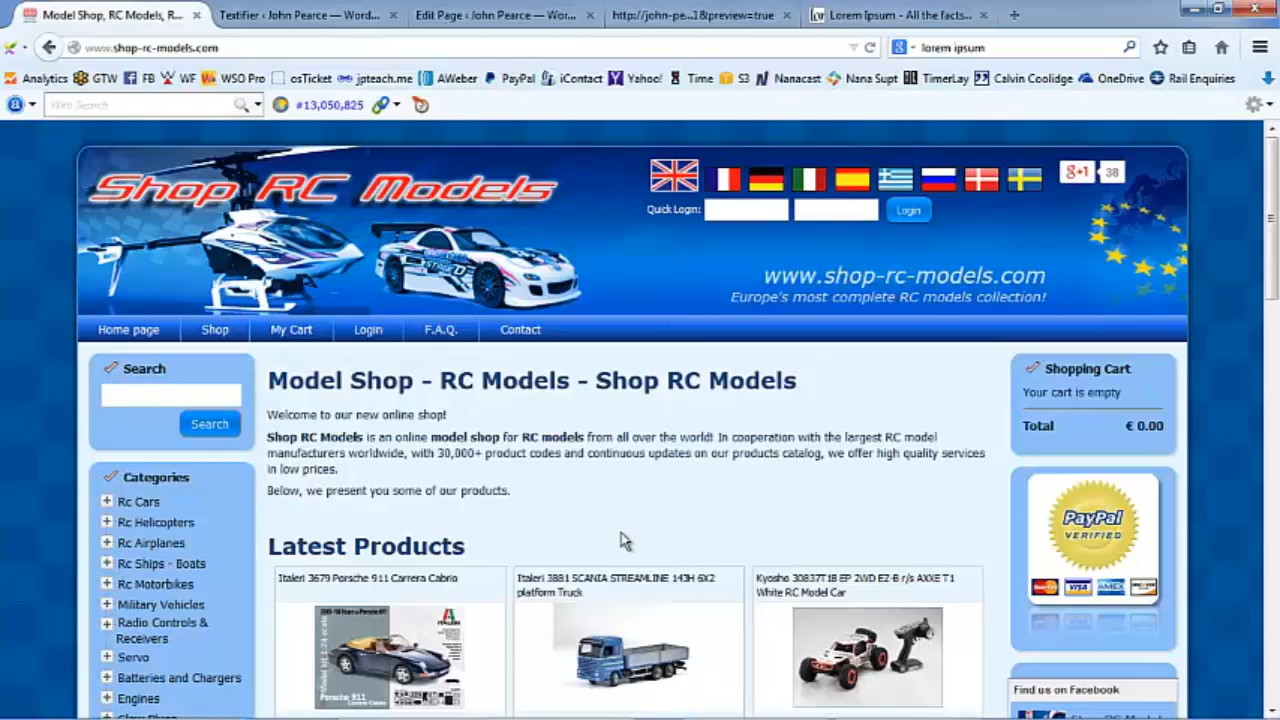 Model Shop, RC Models, R...
Testifier ‹ John Pearce — Word...
Edit Page ‹ John Pearce — Wor...
http://john-pe...1&preview=true
Lorem Ipsum - All the facts...
www.shop-rc-models.com
lorem ipsum
Analytics GTW FB WF WSO Pro osTicket jpteach.me AWeber PayPal iContact Yahoo! Time S3 Nanacast Nana Supt TimerLay Calvin Coolidge OneDrive Rail Enquiries
Web Search
#13,050,825
Shop RC Models
g+1 38
Quick Login:
Login
www.shop-rc-models.com
Europe's most complete RC models collection!
Home page Shop My Cart Login F.A.Q. Contact
Search
Search
Categories
Rc Cars
Rc Helicopters
Rc Airplanes
Rc Ships - Boats
Rc Motorbikes
Military Vehicles
Radio Controls &
Receivers
Servo
Batteries and Chargers
Engines
Model Shop - RC Models - Shop RC Models
Welcome to our new online shop!
Shop RC Models is an online model shop for RC models from all over the world! In cooperation with the largest RC model
manufacturers worldwide, with 30,000+ product codes and continuous updates on our products catalog, we offer high quality services
in low prices.
Below, we present you some of our products.
Latest Products
Italeri 3679 Porsche 911 Carrera Cabrio
ITALERI
Porsche 911
Carrera Cabrio
Italeri 3881 SCANIA STREAMLINE 143H 6X2
platform Truck
Kyosho 30837T1B EP 2WD EZ-B r/s AXXE T1
White RC Model Car
Shopping Cart
Your cart is empty
Total € 0.00
PayPal
VERIFIED
MasterCard VISA AMEX
Find us on Facebook